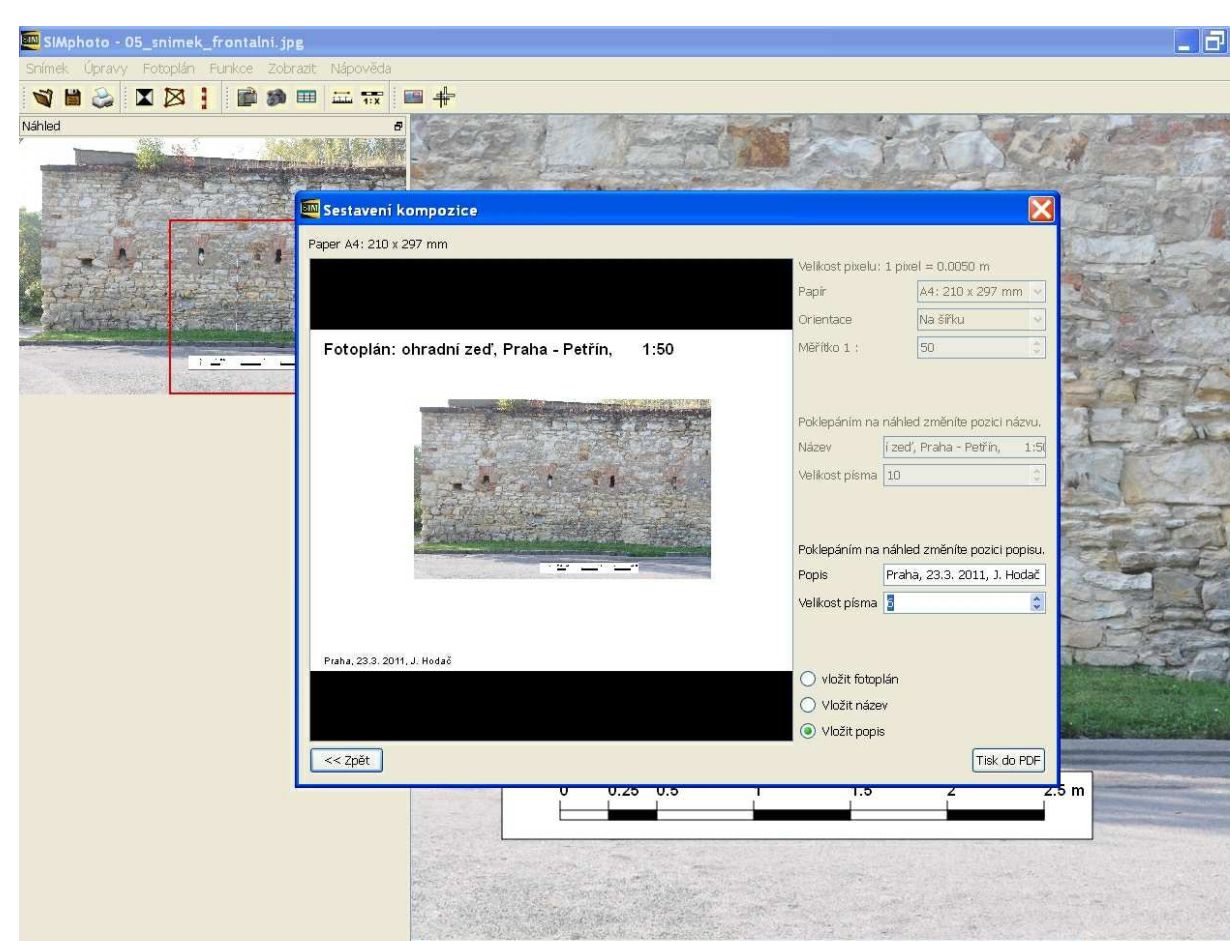 SIMphoto - 05_snimek_frontalni.jpg
Snímek Úpravy Fotoplán Funkce Zobrazit Nápověda
1:X
Náhled
SIM Sestavení kompozice
Paper A4: 210 x 297 mm
Velikost pixelu: 1 pixel = 0.0050 m
Papír A4: 210 x 297 mm
Orientace Na šířku
Měřítko 1 : 50
Fotoplán: ohradní zeď, Praha - Petřín, 1:50
Poklepáním na náhled změníte pozici názvu.
Název í zeď, Praha - Petřín, 1:50
Velikost písma 10
Poklepáním na náhled změníte pozici popisu.
Popis Praha, 23.3. 2011, J. Hodač
Velikost písma
Praha, 23.3. 2011, J. Hodač
vložit fotoplán
Vložit název
Vložit popis
<< Zpět Tisk do PDF
0 0.25 0.5 1 1.5 2 2.5 m